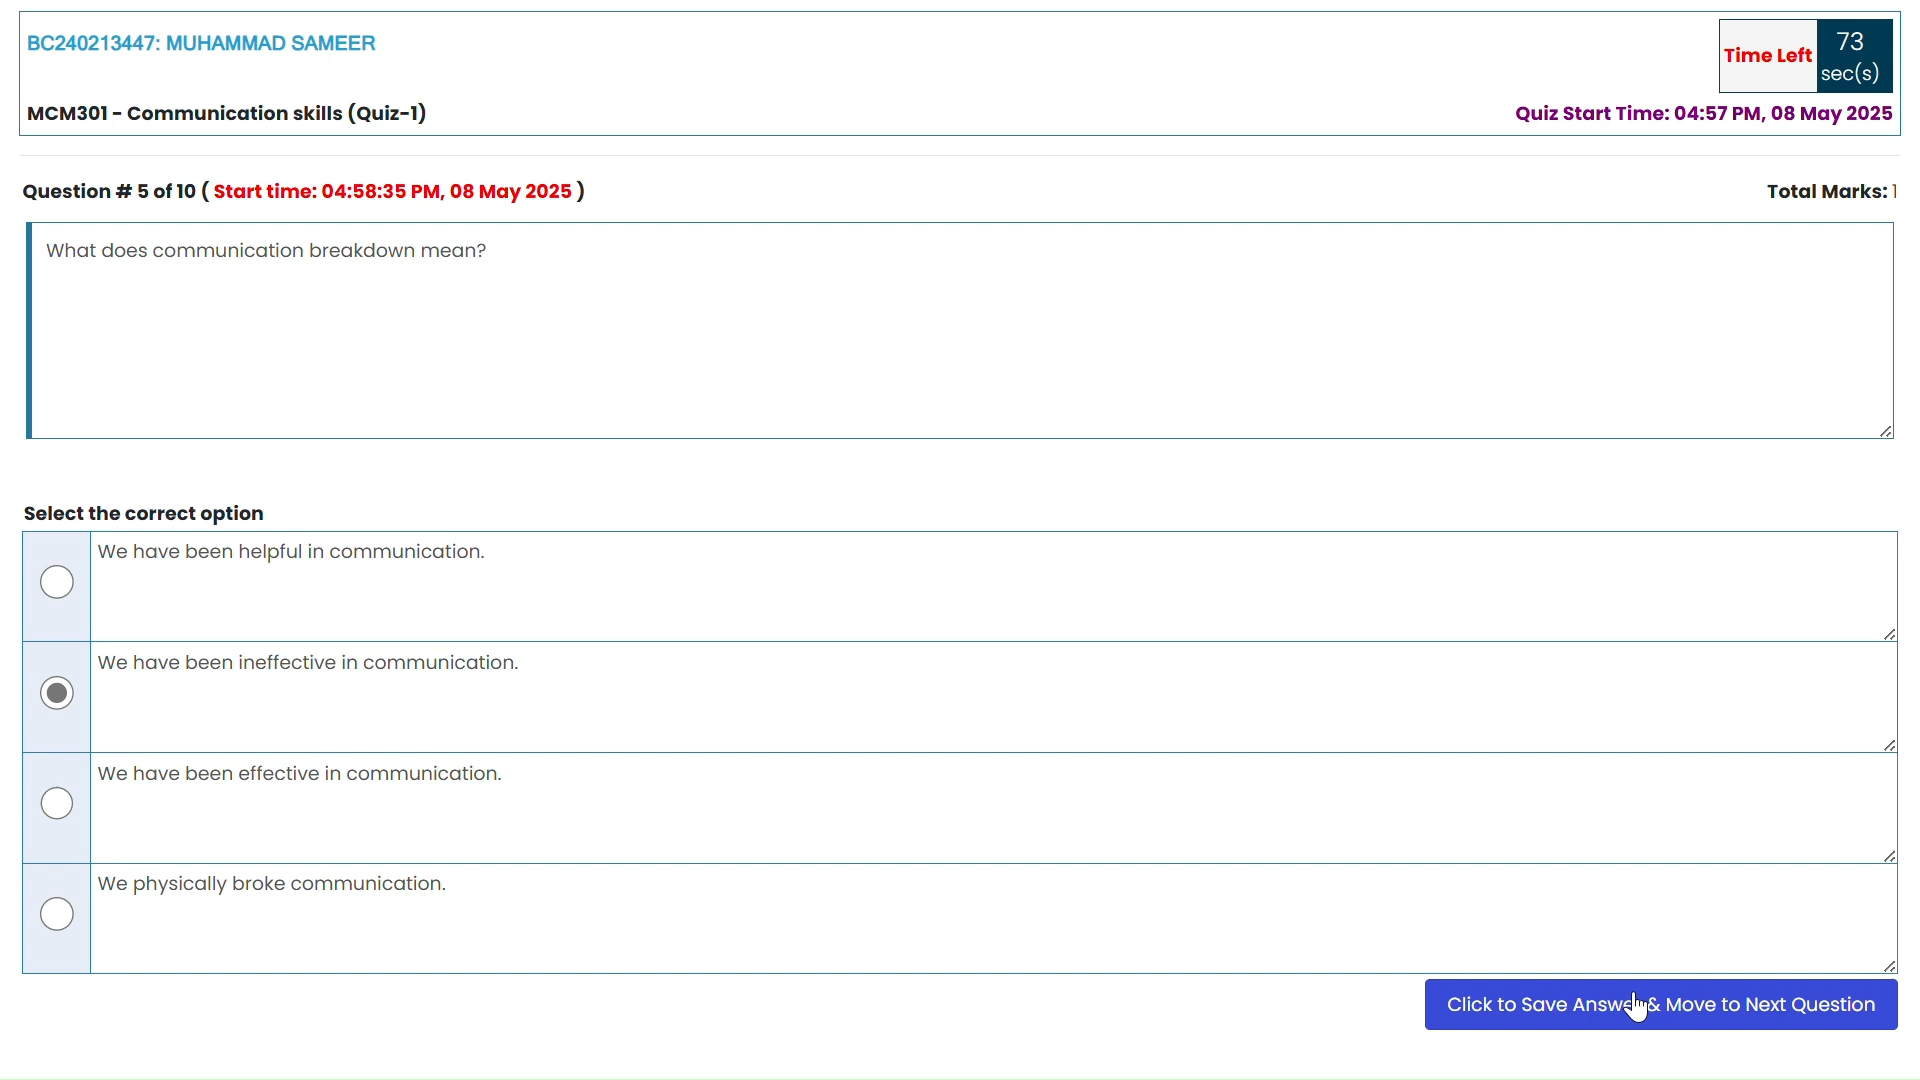 BC240213447: MUHAMMAD SAMEER
Time Left
73
sec(s)
MCM301 - Communication skills (Quiz-1)
Quiz Start Time: 04:57 PM, 08 May 2025
Question # 5 of 10 ( Start time: 04:58:35 PM, 08 May 2025 )
Total Marks: 1
What does communication breakdown mean?
Select the correct option
We have been helpful in communication.
We have been ineffective in communication.
We have been effective in communication.
We physically broke communication.
Click to Save Answer & Move to Next Question